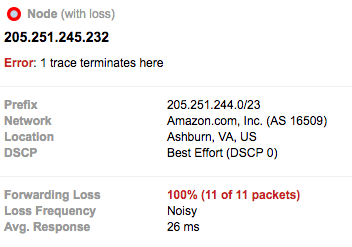 Node (with loss)
205.251.245.232
Error: 1 trace terminates here
Prefix 205.251.244.0/23
Network Amazon.com, Inc. (AS 16509)
Location Ashburn, VA, US
DSCP Best Effort (DSCP 0)
Forwarding Loss 100% (11 of 11 packets)
Loss Frequency Noisy
Avg. Response 26 ms